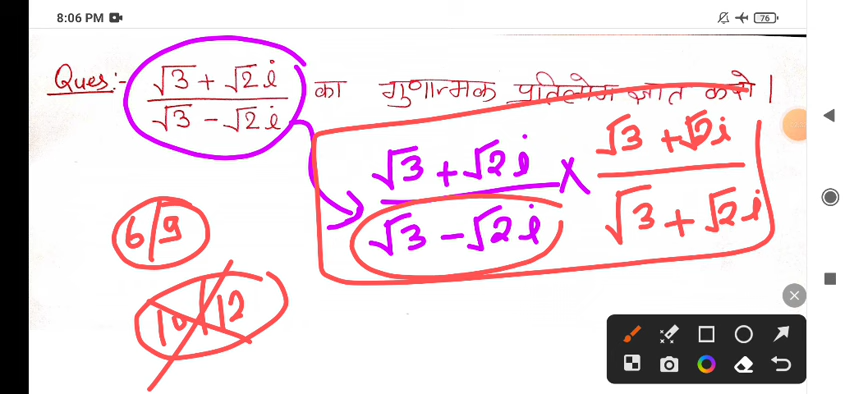 8:06 PM 76
Ques:- √3 + √2 i / √3 - √2 i का गुणात्मक प्रतिलोम ज्ञात करो |
√3 + √2 i / √3 - √2 i × √3 + √2 i / √3 + √2 i
6/9
10/12